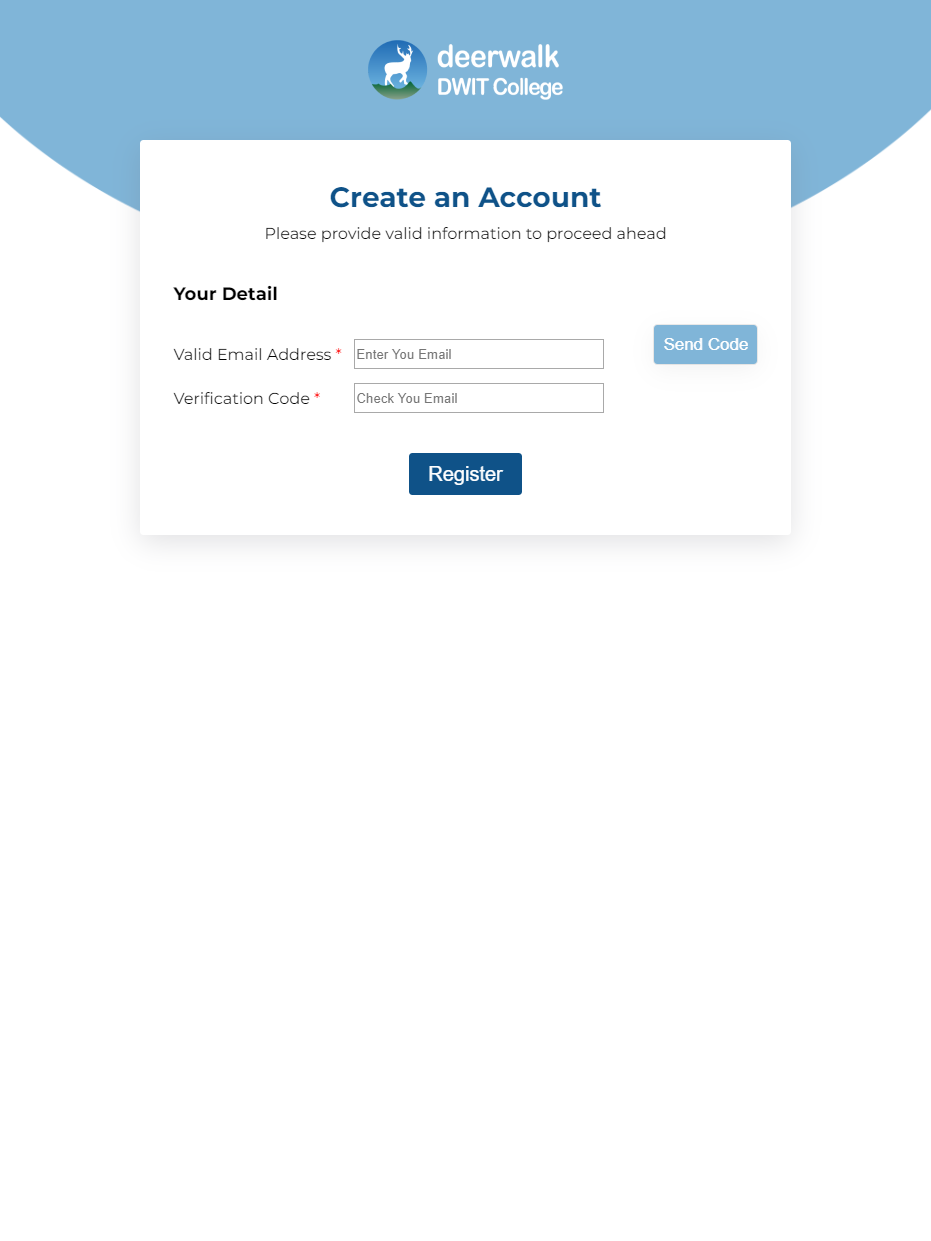 deerwalk
DWIT College
Create an Account
Please provide valid information to proceed ahead
Your Detail
Send Code
Valid Email Address * Enter You Email
Verification Code * Check You Email
Register